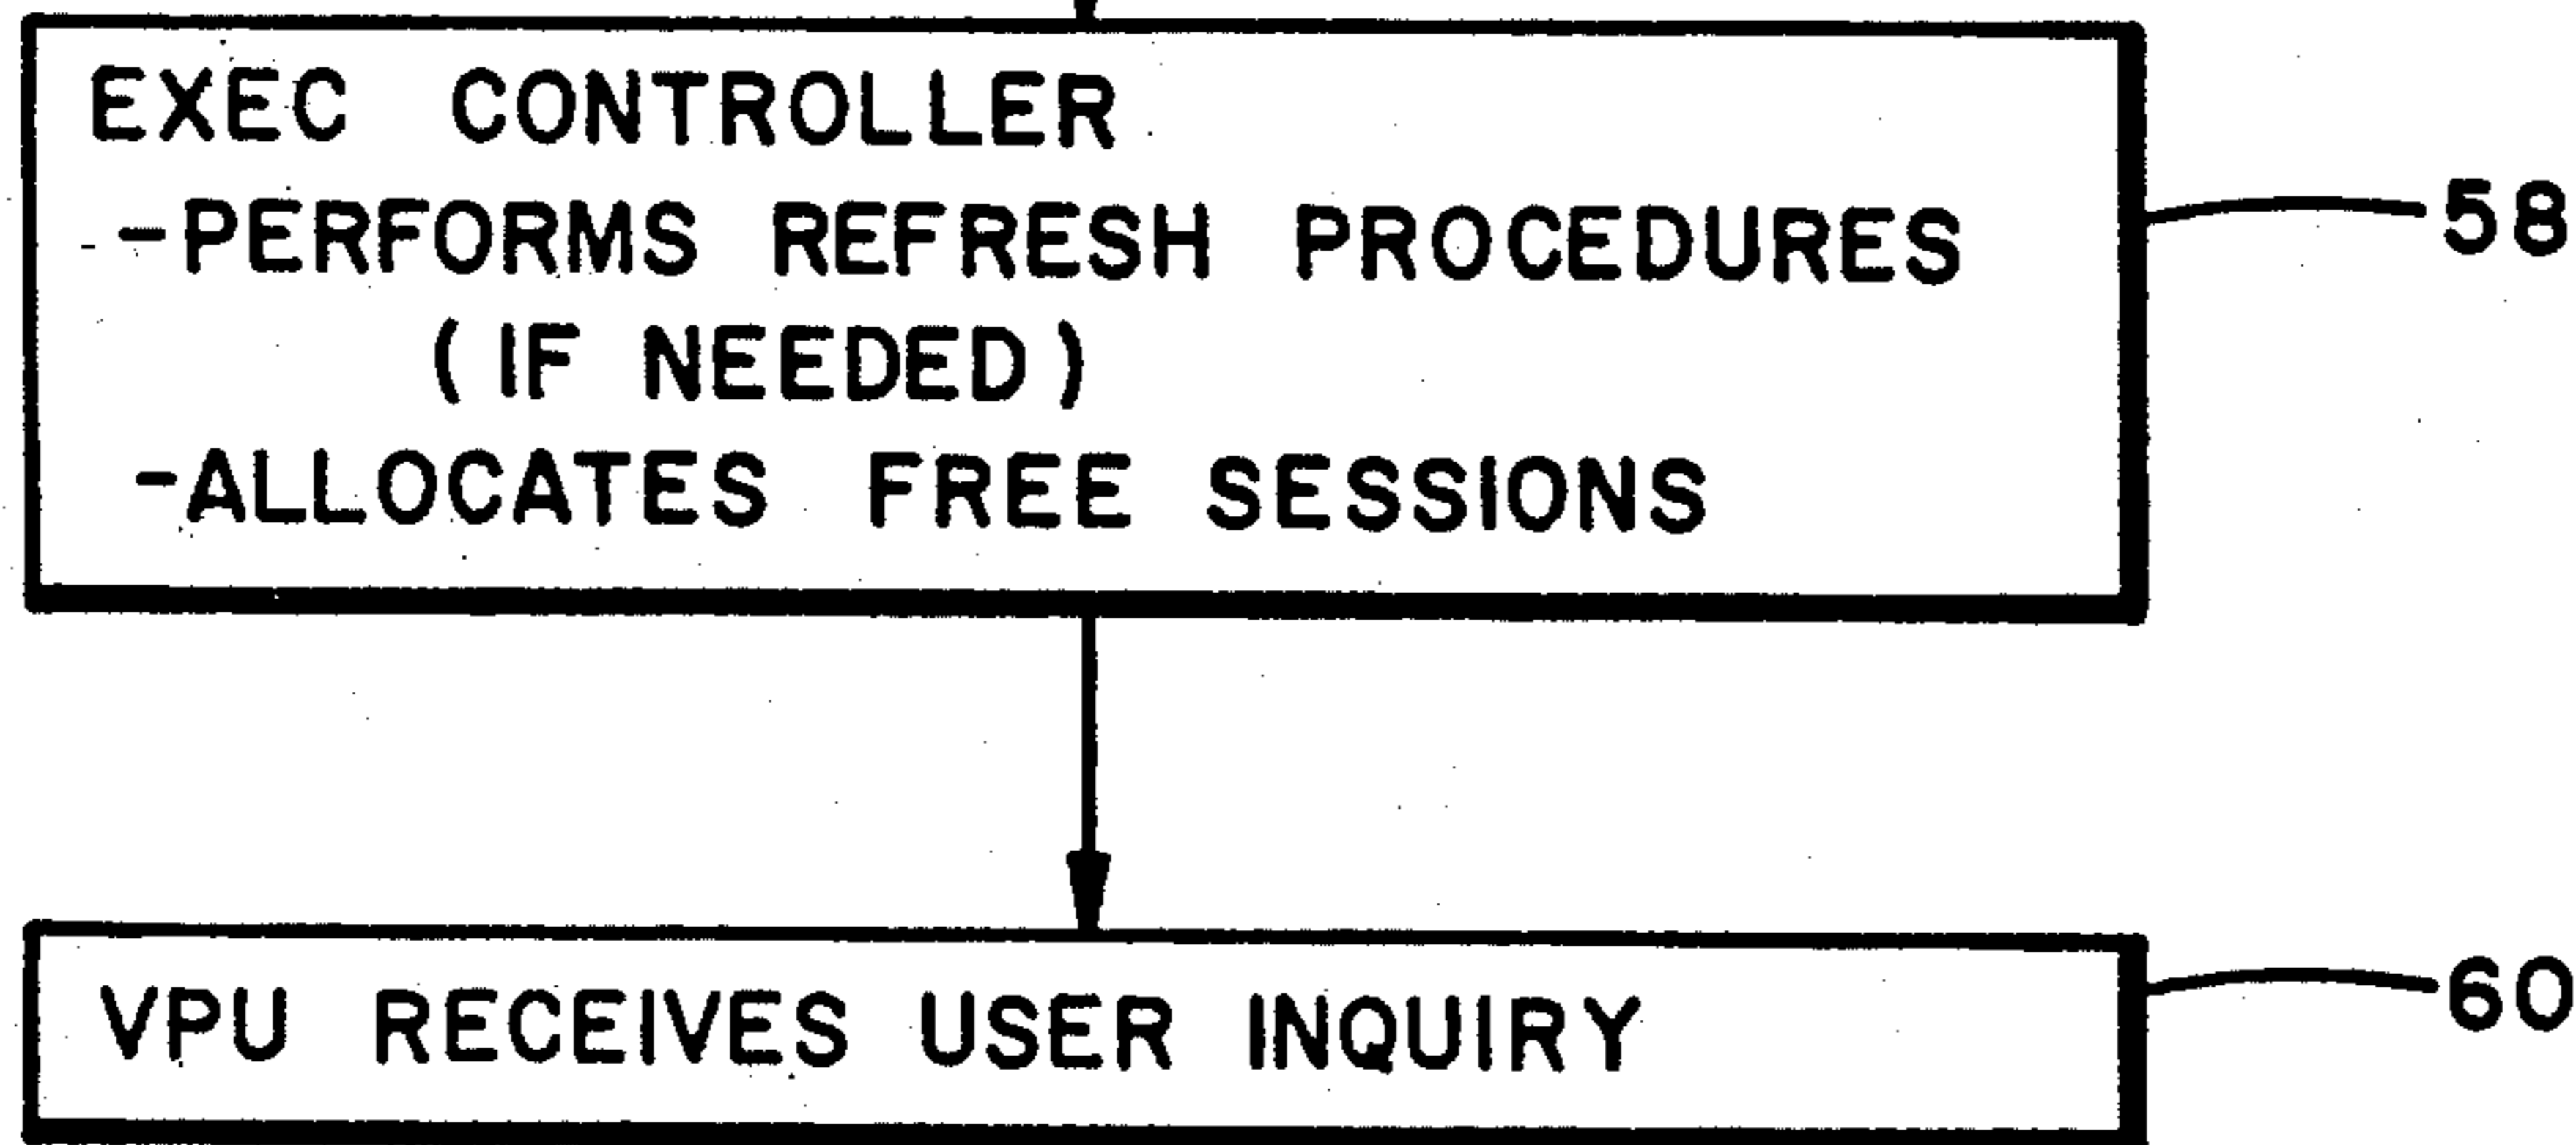 EXEC CONTROLLER
-PERFORMS REFRESH PROCEDURES
58
(IF NEEDED)
-ALLOCATES FREE SESSIONS
VPU RECEIVES USER INQUIRY
60